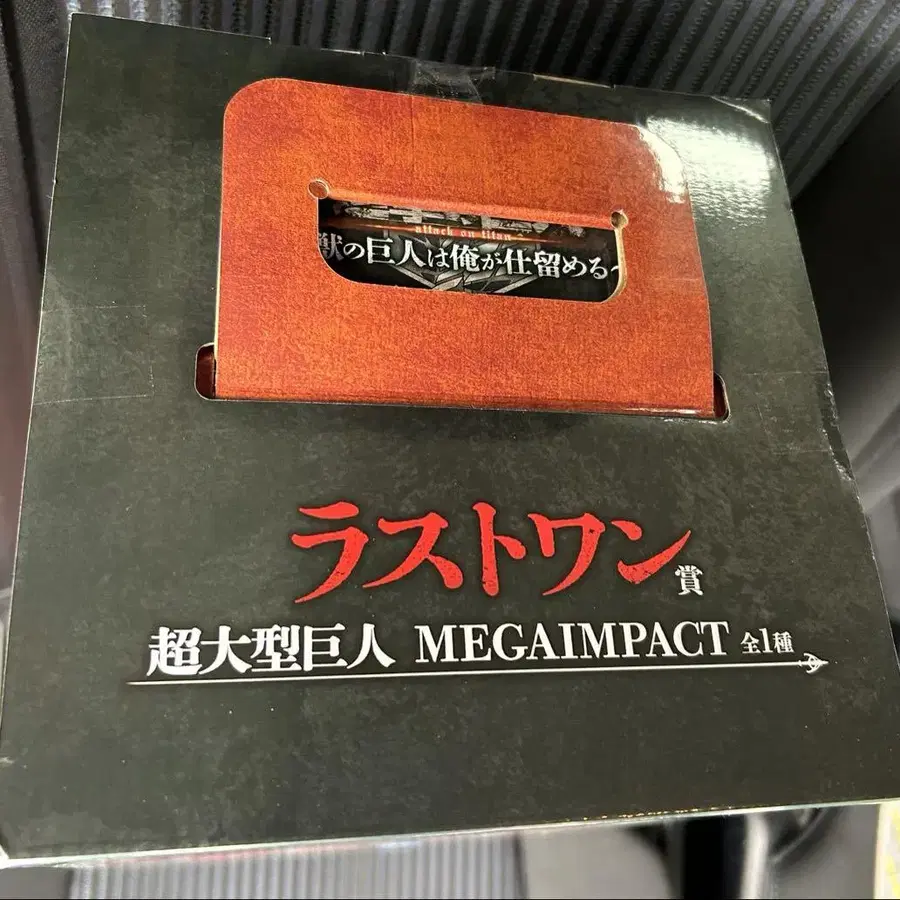 attack on titan
獣の巨人は俺が仕留める
ラストワン賞
超大型巨人 MEGAIMPACT 全1種